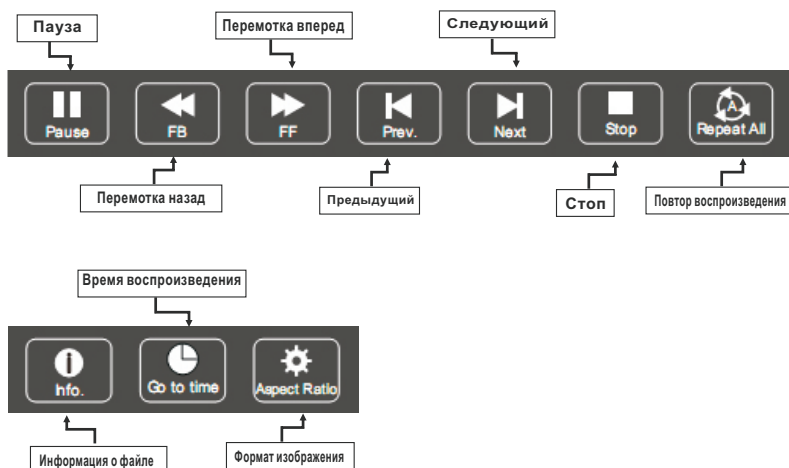 Пауза
Перемотка вперед
Следующий
Pause
FB
FF
Prev.
Next
Stop
Repeat All
Перемотка назад
Предыдущий
Стоп
Повтор воспроизведения
Время воспроизведения
Info.
Go to time
Aspect Ratio
Информация о файле
Формат изображения